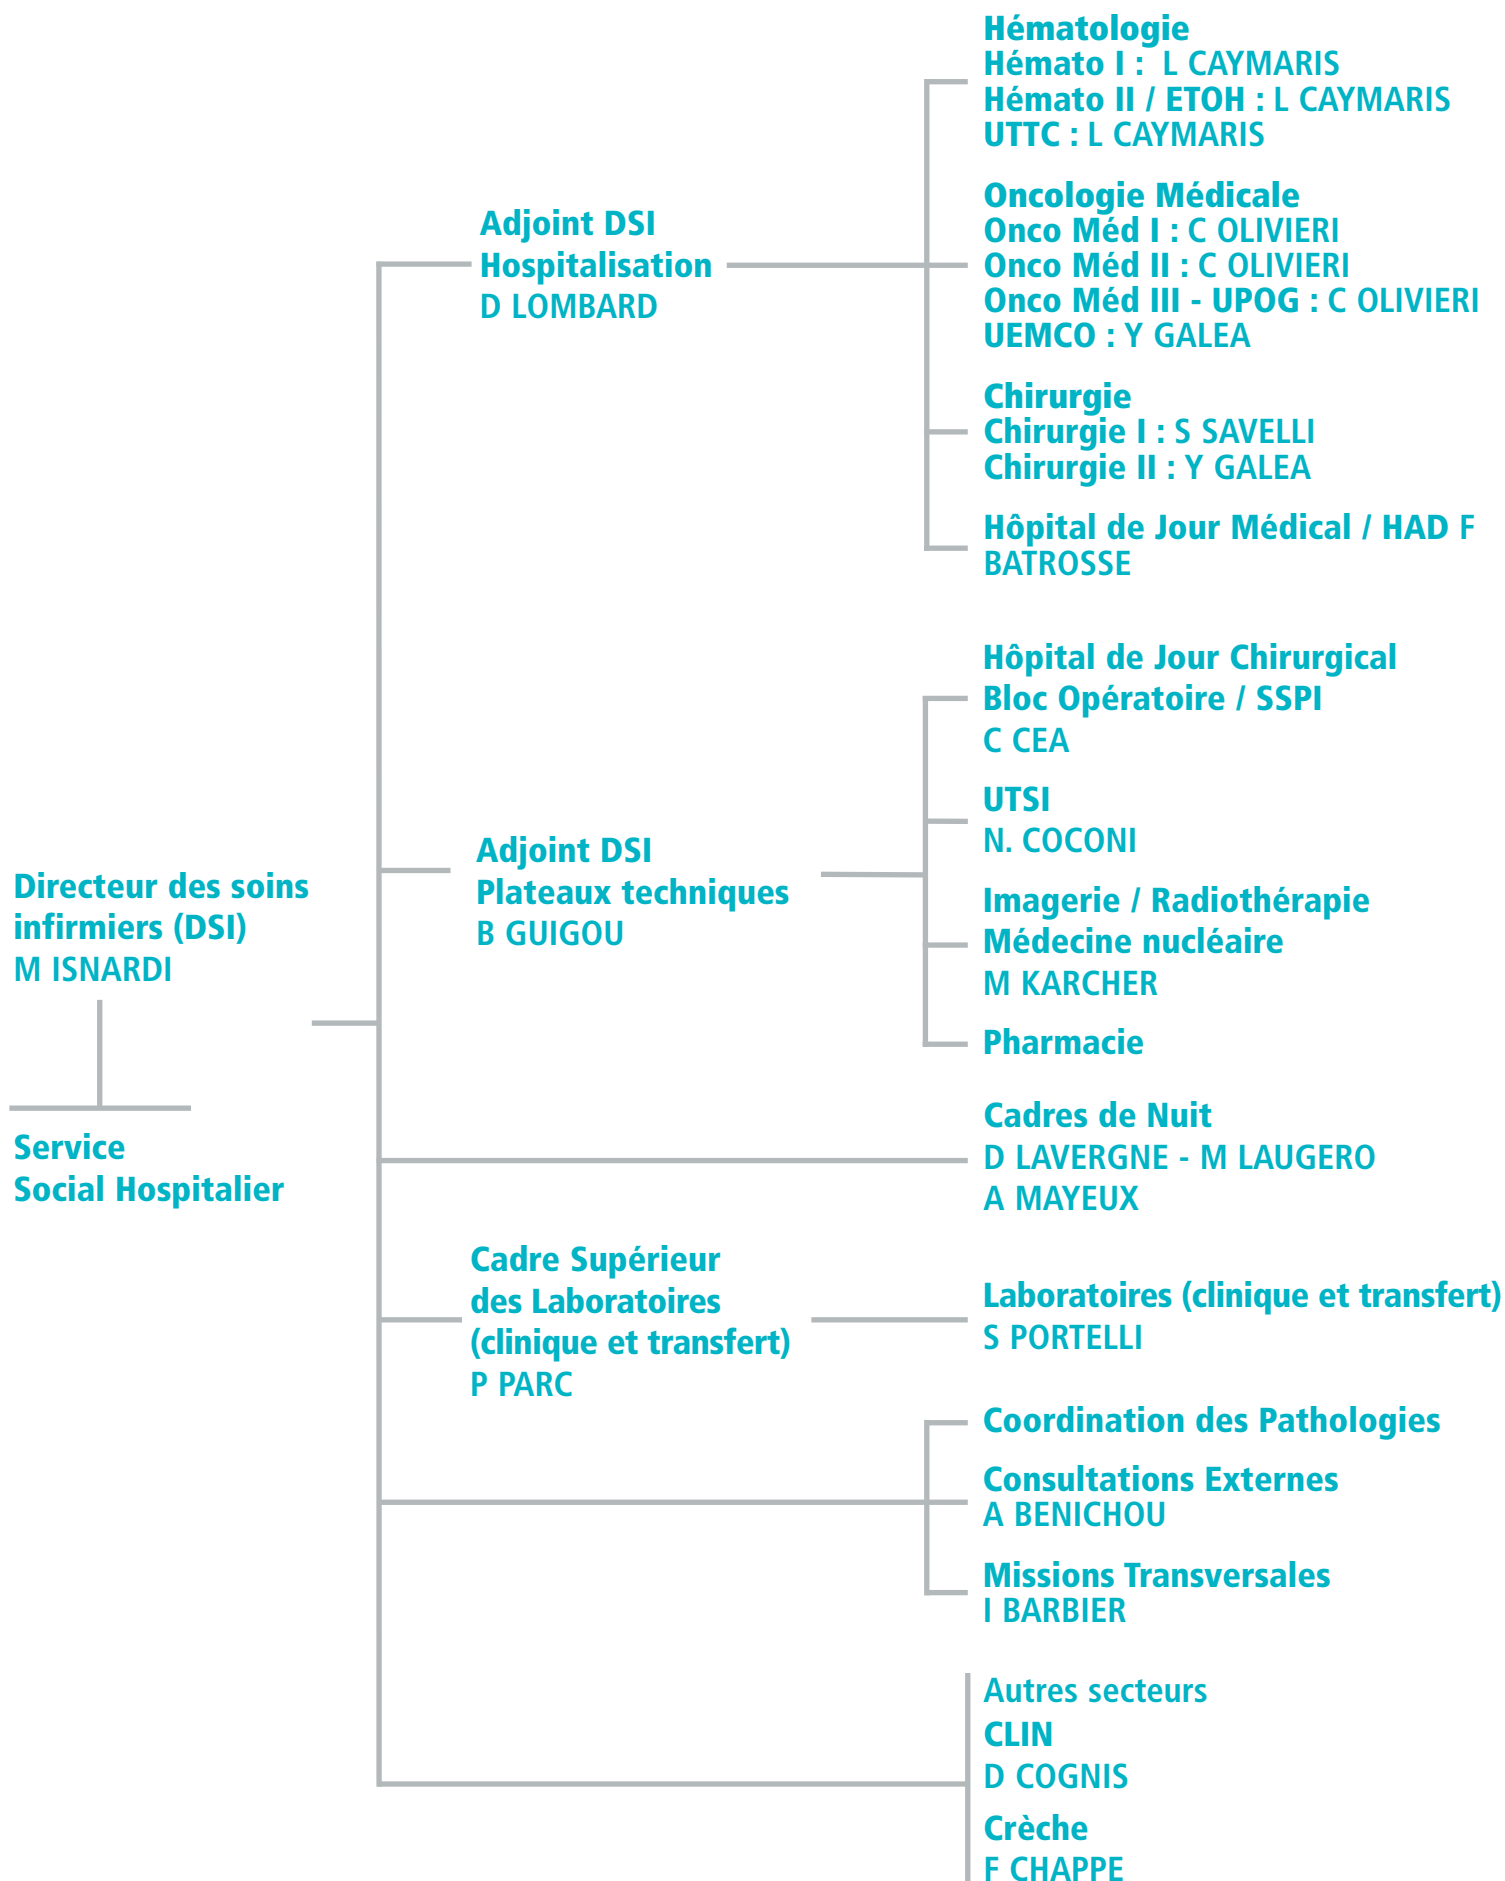 Directeur des soins
infirmiers (DSI)
M ISNARDI
Service
Social Hospitalier
Adjoint DSI
Hospitalisation
D LOMBARD
Hématologie
Hémato I : L CAYMARIS
Hémato II / ETOH : L CAYMARIS
UTTC : L CAYMARIS
Oncologie Médicale
Onco Méd I : C OLIVIERI
Onco Méd II : C OLIVIERI
Onco Méd III - UPOG : C OLIVIERI
UEMCO : Y GALEA
Chirurgie
Chirurgie I : S SAVELLI
Chirurgie II : Y GALEA
Hôpital de Jour Médical / HAD F
BATROSSE
Adjoint DSI
Plateaux techniques
B GUIGOU
Hôpital de Jour Chirurgical
Bloc Opératoire / SSPI
C CEA
UTSI
N. COCONI
Imagerie / Radiothérapie
Médecine nucléaire
M KARCHER
Pharmacie
Cadres de Nuit
D LAVERGNE - M LAUGERO
A MAYEUX
Cadre Supérieur
des Laboratoires
(clinique et transfert)
P PARC
Laboratoires (clinique et transfert)
S PORTELLI
Coordination des Pathologies
Consultations Externes
A BENICHOU
Missions Transversales
I BARBIER
Autres secteurs
CLIN
D COGNIS
Crèche
F CHAPPE